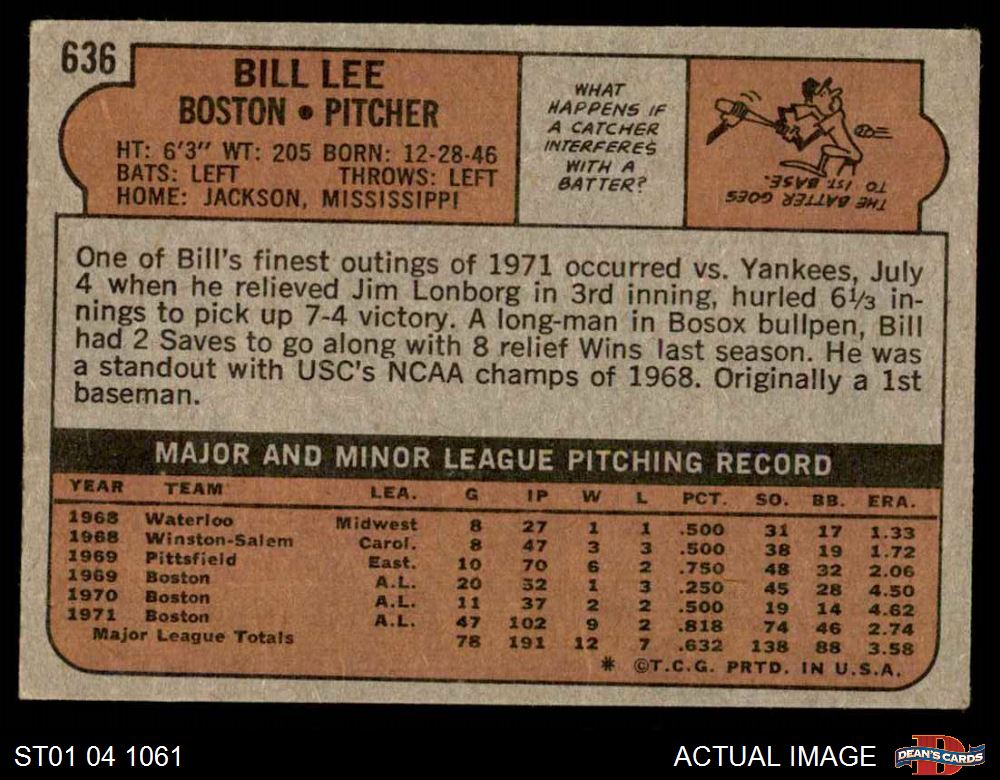 636
BILL LEE
BOSTON • PITCHER
HT: 6'3" WT: 205 BORN: 12-28-46
BATS: LEFT THROWS: LEFT
HOME: JACKSON, MISSISSIPPI
WHAT
HAPPENS IF
A CATCHER
INTERFERES
WITH A
BATTER?
THE BATTER GOES
TO 1ST BASE.
One of Bill's finest outings of 1971 occurred vs. Yankees, July
4 when he relieved Jim Lonborg in 3rd inning, hurled 6⅓ in-
nings to pick up 7-4 victory. A long-man in Bosox bullpen, Bill
had 2 Saves to go along with 8 relief Wins last season. He was
a standout with USC's NCAA champs of 1968. Originally a 1st
baseman.
MAJOR AND MINOR LEAGUE PITCHING RECORD
YEAR TEAM LEA. G IP W L PCT. SO. BB. ERA.
1968 Waterloo Midwest 8 27 1 1 .500 31 17 1.33
1968 Winston-Salem Carol. 8 47 3 3 .500 38 19 1.72
1969 Pittsfield East. 10 70 6 2 .750 48 32 2.06
1969 Boston A.L. 20 52 1 3 .250 45 28 4.50
1970 Boston A.L. 11 37 2 2 .500 19 14 4.62
1971 Boston A.L. 47 102 9 2 .818 74 46 2.74
Major League Totals 78 191 12 7 .632 138 88 3.58
* ©T.C.G. PRTD. IN U.S.A.
ST01 04 1061
ACTUAL IMAGE
D
DEAN'S CARDS